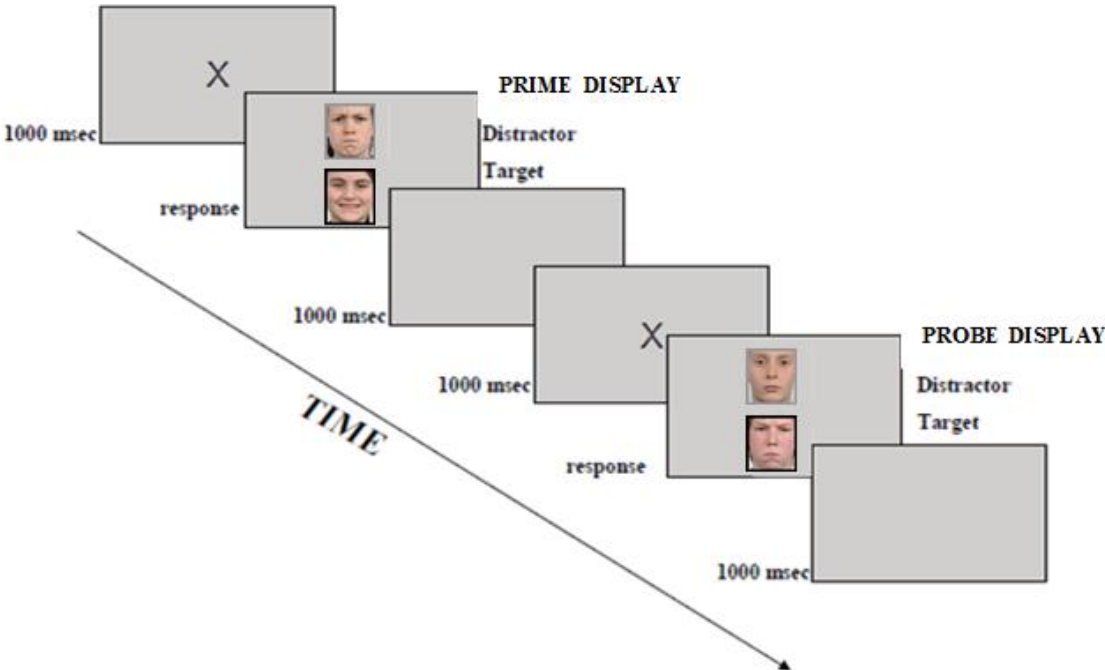 X
PRIME DISPLAY
1000 msec
Distractor
Target
response
1000 msec
X
PROBE DISPLAY
1000 msec
Distractor
Target
TIME
response
1000 msec